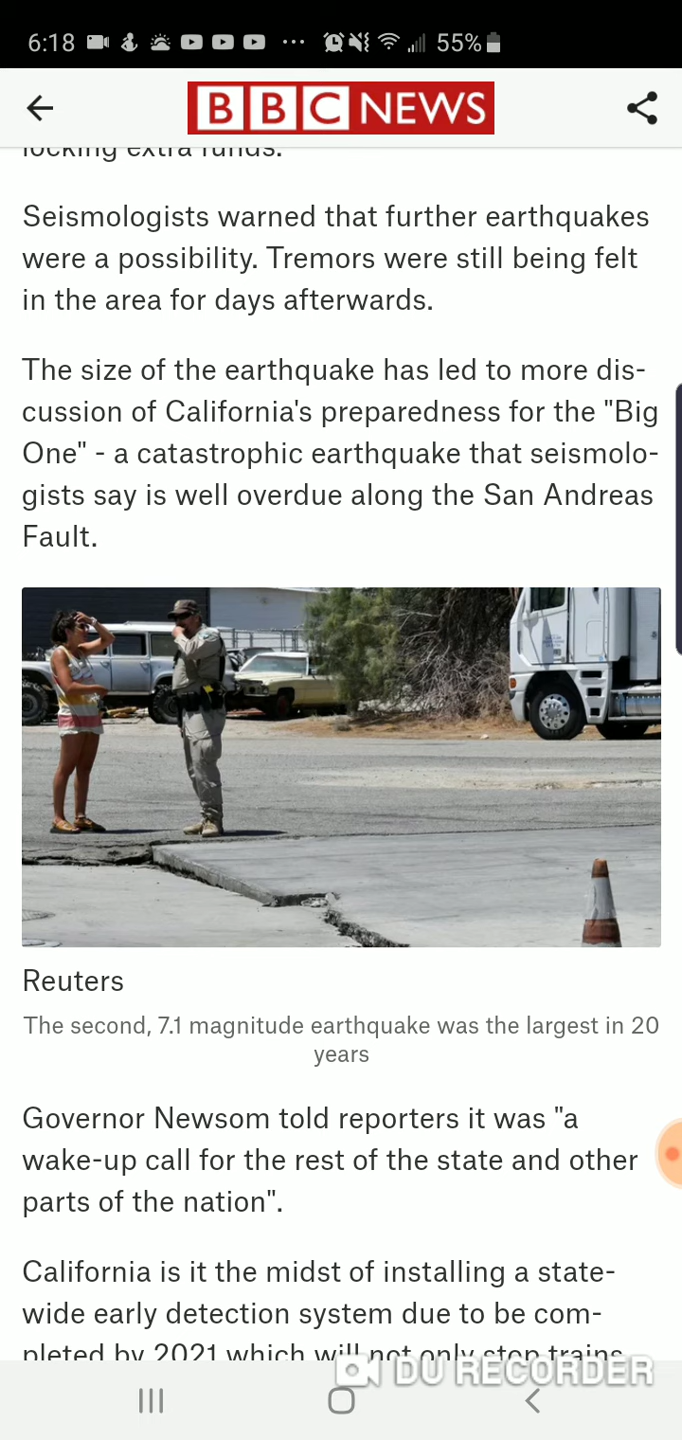 6:18
55%
BBC NEWS
locking extra funds.
Seismologists warned that further earthquakes
were a possibility. Tremors were still being felt
in the area for days afterwards.
The size of the earthquake has led to more dis-
cussion of California's preparedness for the "Big
One" - a catastrophic earthquake that seismolo-
gists say is well overdue along the San Andreas
Fault.
Reuters
The second, 7.1 magnitude earthquake was the largest in 20
years
Governor Newsom told reporters it was "a
wake-up call for the rest of the state and other
parts of the nation".
California is it the midst of installing a state-
wide early detection system due to be com-
pleted by 2021 which will not only stop trains
DU RECORDER